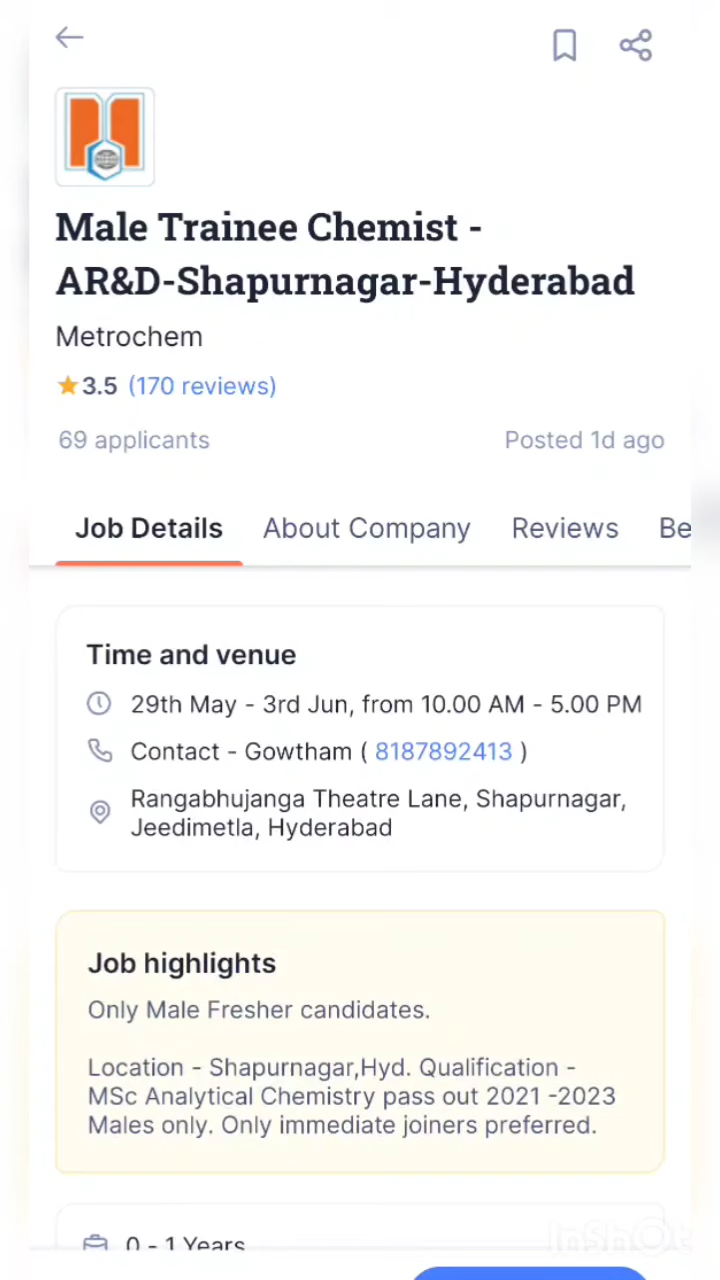 Male Trainee Chemist -
AR&D-Shapurnagar-Hyderabad
Metrochem
3.5 (170 reviews)
69 applicants Posted 1d ago
Job Details About Company Reviews Be
Time and venue
29th May - 3rd Jun, from 10.00 AM - 5.00 PM
Contact - Gowtham ( 8187892413 )
Rangabhujanga Theatre Lane, Shapurnagar,
Jeedimetla, Hyderabad
Job highlights
Only Male Fresher candidates.
Location - Shapurnagar,Hyd. Qualification -
MSc Analytical Chemistry pass out 2021 -2023
Males only. Only immediate joiners preferred.
0 - 1 Years
InShOt